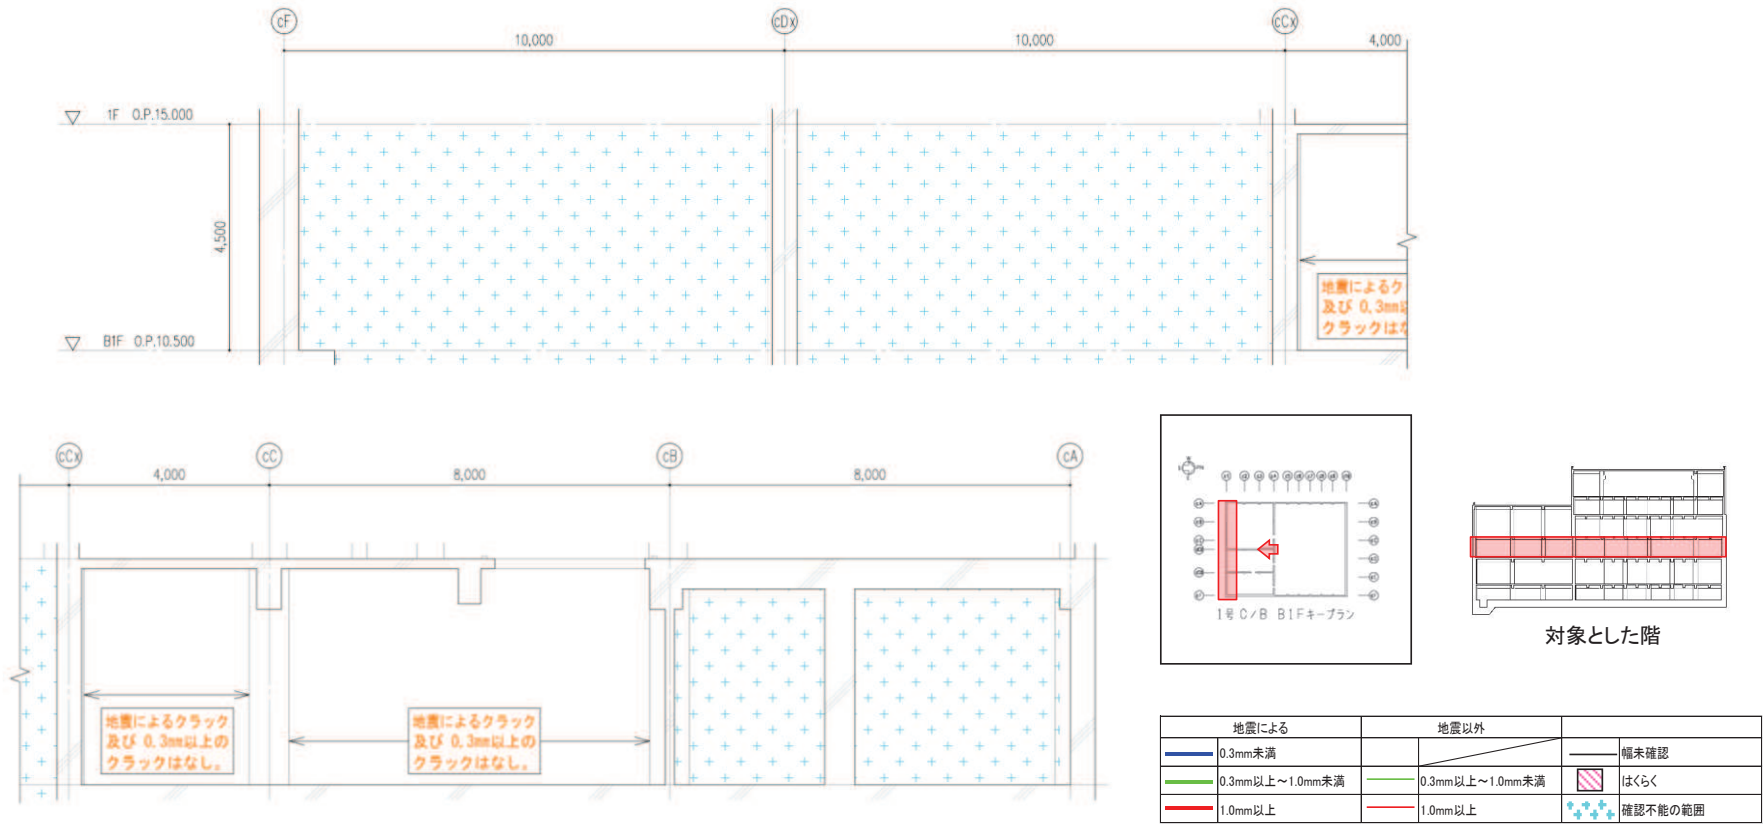 cF
cDx
cCx
10,000
10,000
4,000
1F O.P.15.000
4,500
B1F O.P.10.500
地震によるク
及び 0.3mm
クラックは
cCx
cC
cB
cA
4,000
8,000
8,000
地震によるクラック
及び 0.3mm以上の
クラックはなし。
地震によるクラック
及び 0.3mm以上の
クラックはなし。
1号 C/B B1Fキープラン
対象とした階
地震による
地震以外
0.3mm未満
幅未確認
0.3mm以上～1.0mm未満
0.3mm以上～1.0mm未満
はくらく
1.0mm以上
1.0mm以上
確認不能の範囲